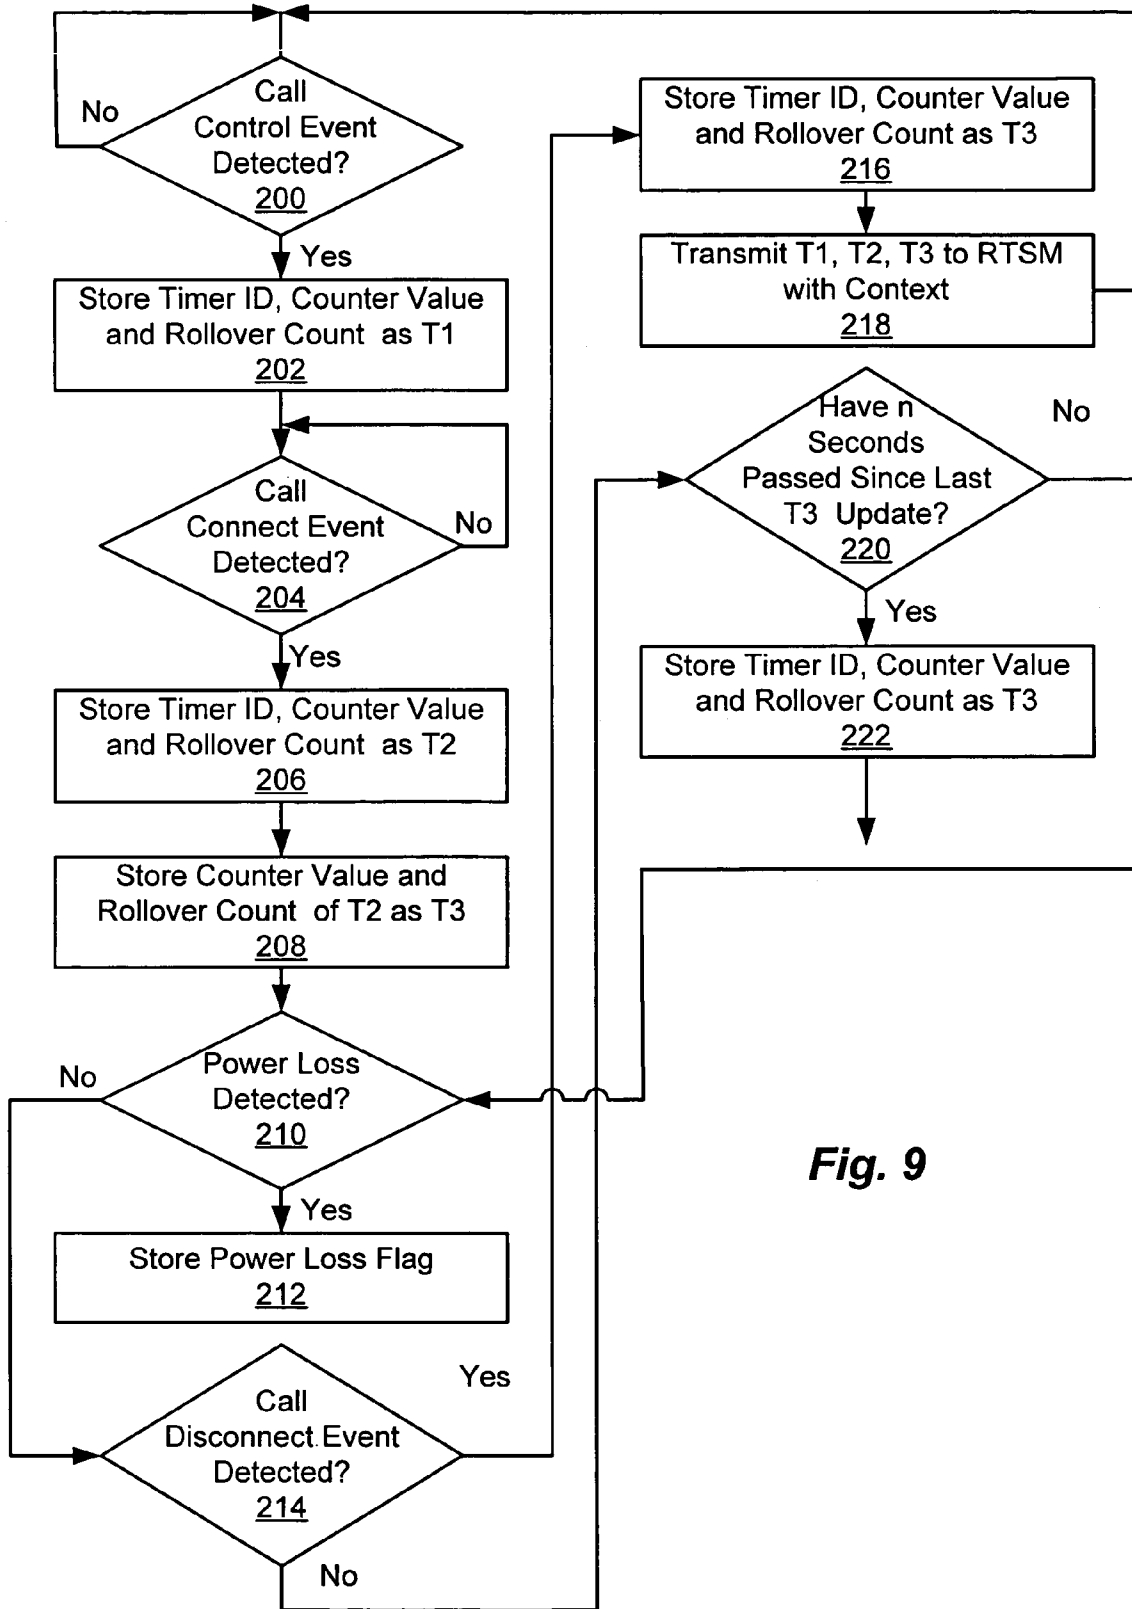 Call
Control Event
Detected?
200
No
Yes
Store Timer ID, Counter Value
and Rollover Count as T1
202
Call
Connect Event
Detected?
204
No
Yes
Store Timer ID, Counter Value
and Rollover Count as T2
206
Store Counter Value and
Rollover Count of T2 as T3
208
Power Loss
Detected?
210
No
Yes
Store Power Loss Flag
212
Call
Disconnect Event
Detected?
214
Yes
No
Store Timer ID, Counter Value
and Rollover Count as T3
216
Transmit T1, T2, T3 to RTSM
with Context
218
Have n
Seconds
Passed Since Last
T3 Update?
220
No
Yes
Store Timer ID, Counter Value
and Rollover Count as T3
222
Fig. 9